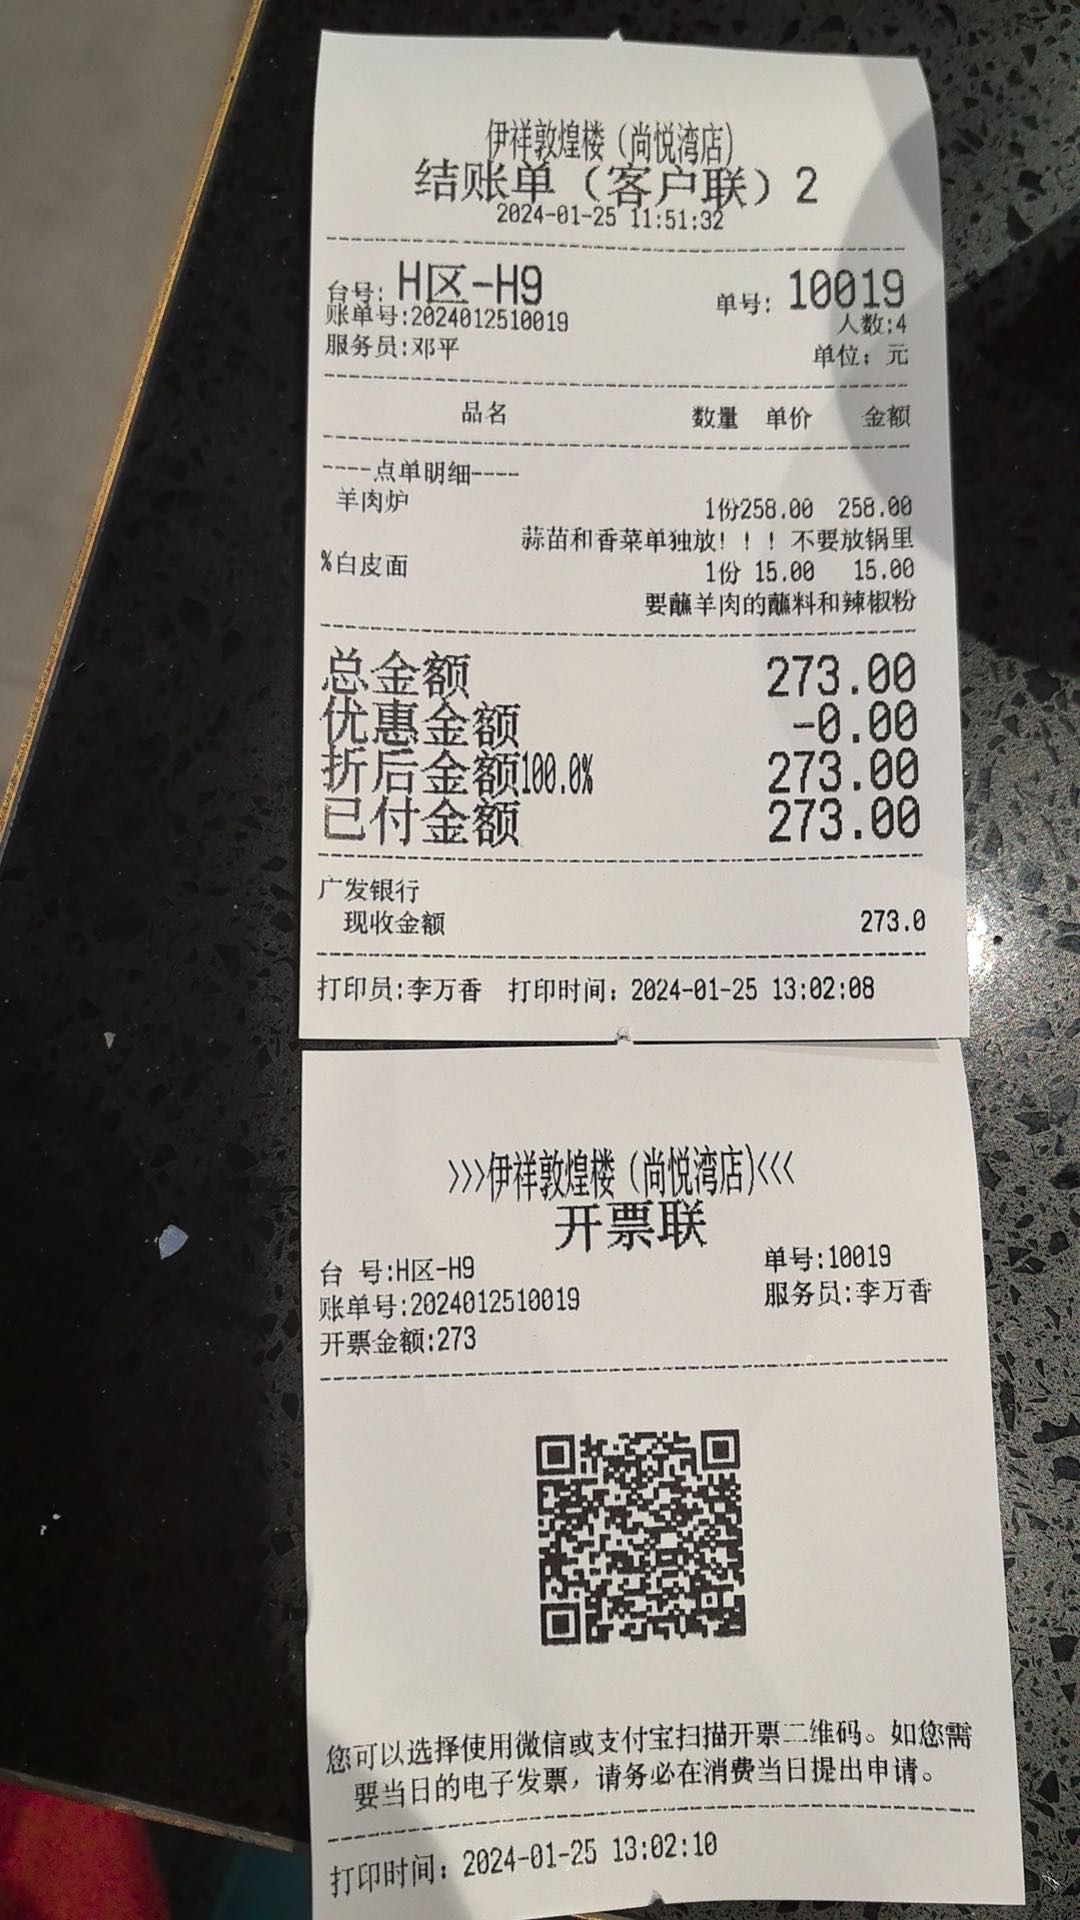 伊祥敦煌楼（尚悦湾店）
结账单（客户联）2
2024-01-25 11:51:32
台号: H区-H9 单号: 10019
账单号:2024012510019 人数:4
服务员:邓平 单位: 元
品名 数量 单价 金额
----点单明细----
羊肉炉 1份258.00 258.00
蒜苗和香菜单独放！！！不要放锅里
%白皮面 1份 15.00 15.00
要蘸羊肉的蘸料和辣椒粉
总金额 273.00
优惠金额 -0.00
折后金额100.0% 273.00
已付金额 273.00
广发银行
现收金额 273.0
打印员:李万香 打印时间: 2024-01-25 13:02:08
>>>伊祥敦煌楼（尚悦湾店)<<<
开票联
台 号:H区-H9 单号:10019
账单号:2024012510019 服务员:李万香
开票金额:273
您可以选择使用微信或支付宝扫描开票二维码。如您需
要当日的电子发票，请务必在消费当日提出申请。
打印时间: 2024-01-25 13:02:10